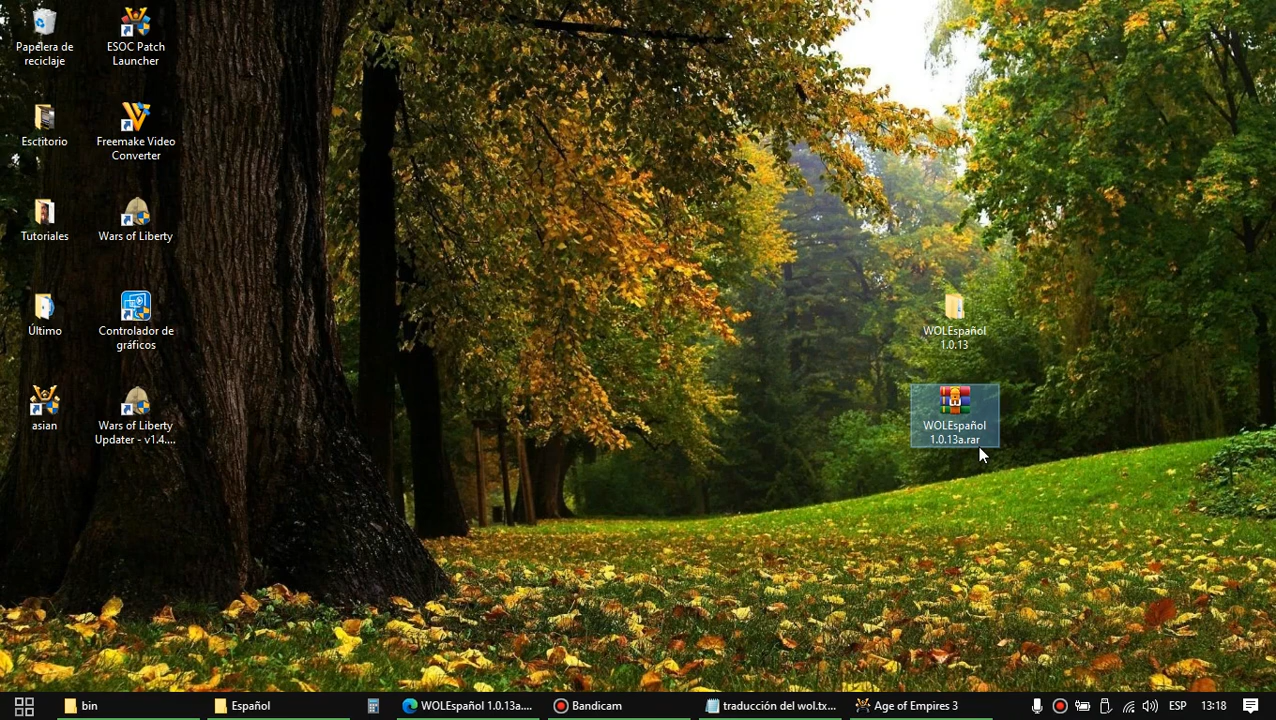 Papelera de
reciclaje
ESOC Patch
Launcher
Escritorio
Freemake Video
Converter
Tutoriales
Wars of Liberty
Último
Controlador de
gráficos
asian
Wars of Liberty
Updater - v1.4....
WOLEspañol
1.0.13
WOLEspañol
1.0.13a.rar
bin
Español
WOLEspañol 1.0.13a....
Bandicam
traducción del wol.tx...
Age of Empires 3
ESP
13:18